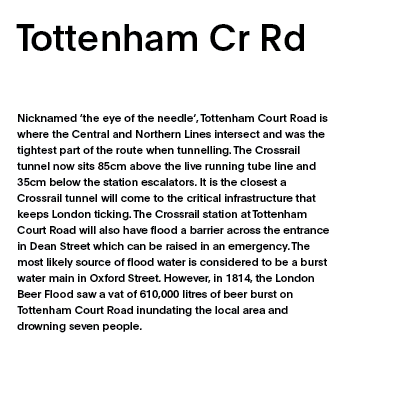 Tottenham Cr Rd
Nicknamed ‘the eye of the needle’, Tottenham Court Road is
where the Central and Northern Lines intersect and was the
tightest part of the route when tunnelling. The Crossrail
tunnel now sits 85cm above the live running tube line and
35cm below the station escalators. It is the closest a
Crossrail tunnel will come to the critical infrastructure that
keeps London ticking. The Crossrail station at Tottenham
Court Road will also have flood a barrier across the entrance
in Dean Street which can be raised in an emergency. The
most likely source of flood water is considered to be a burst
water main in Oxford Street. However, in 1814, the London
Beer Flood saw a vat of 610,000 litres of beer burst on
Tottenham Court Road inundating the local area and
drowning seven people.